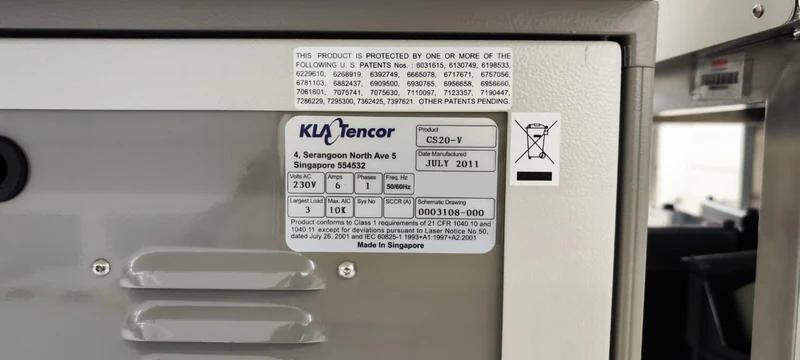 THIS PRODUCT IS PROTECTED BY ONE OR MORE OF THE
FOLLOWING U. S. PATENTS Nos. : 6031615, 6130749, 6198533,
6229610, 6268919, 6392749, 6665078, 6717671, 6757056,
6781103, 6882437, 6909500, 6930765, 6956658, 6956660,
7061601, 7075741, 7075630, 7110097, 7123357, 7190447,
7286229, 7295300, 7362425, 7397621. OTHER PATENTS PENDING.
KLA Tencor
Product
CS20-V
4, Serangoon North Ave 5
Singapore 554532
Date Manufactured
JULY 2011
Volts AC Amps Phases Freq. Hz
230V 6 1 50/60Hz
Largest Load Max. AIC Sys No SCCR (A) Schematic Drawing
3 10K 0003108-000
Product conforms to Class 1 requirements of 21 CFR 1040.10 and
1040.11 except for deviations pursuant to Laser Notice No.50,
dated July 26, 2001 and IEC 60825-1 1993+A1:1997+A2:2001
Made In Singapore